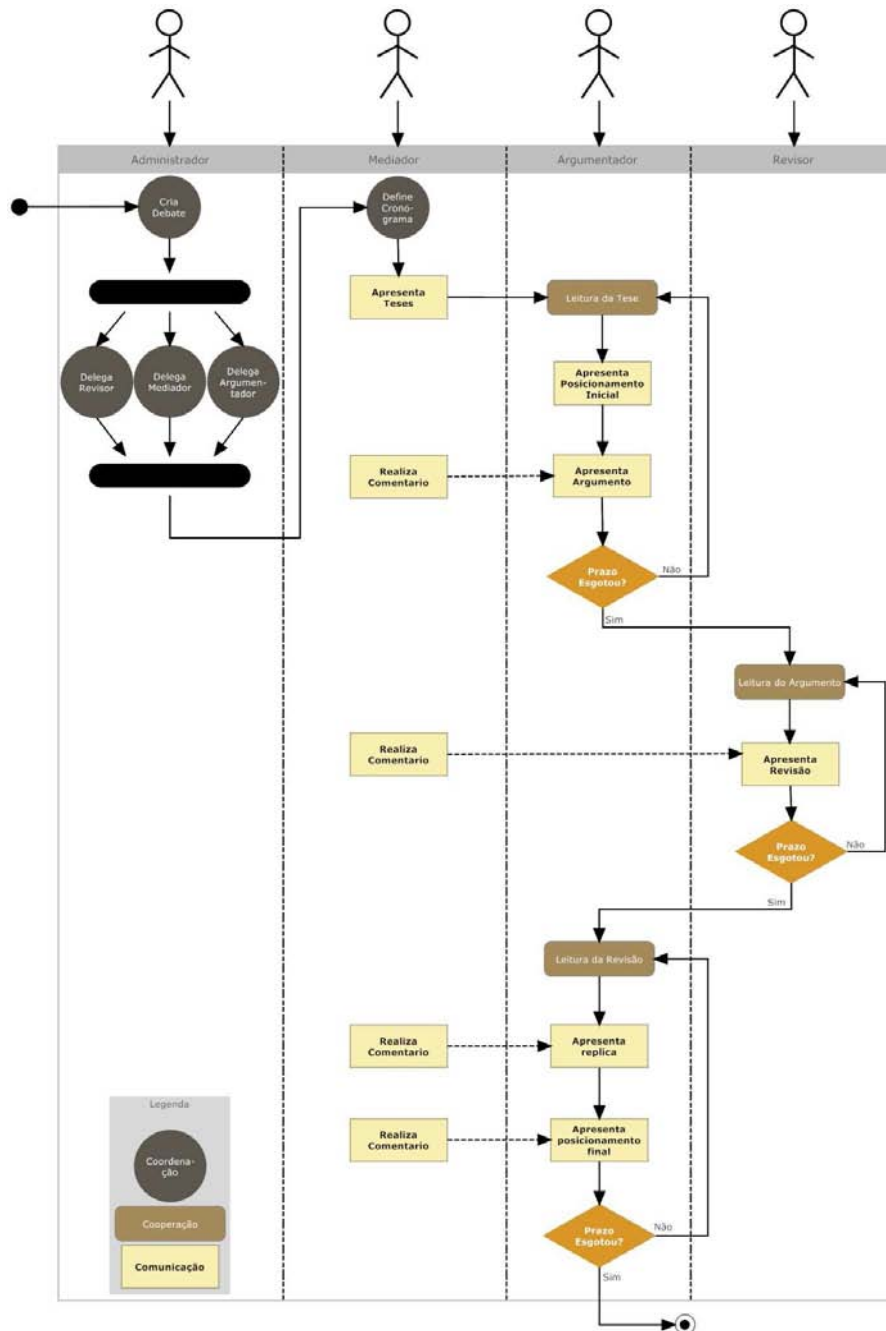 Administrador
Mediador
Argumentador
Revisor
Cria
Debate
Define
Crono-
grama
Apresenta
Teses
Leitura da Tese
Delega
Revisor
Delega
Mediador
Delega
Argumen-
tador
Apresenta
Posicionamento
Inicial
Realiza
Comentario
Apresenta
Argumento
Prazo
Esgotou?
Não
Sim
Leitura do Argumento
Realiza
Comentario
Apresenta
Revisão
Prazo
Esgotou?
Não
Sim
Leitura da Revisão
Realiza
Comentario
Apresenta
replica
Realiza
Comentario
Apresenta
posicionamento
final
Prazo
Esgotou?
Não
Sim
Legenda
Coordena-
ção
Cooperação
Comunicação